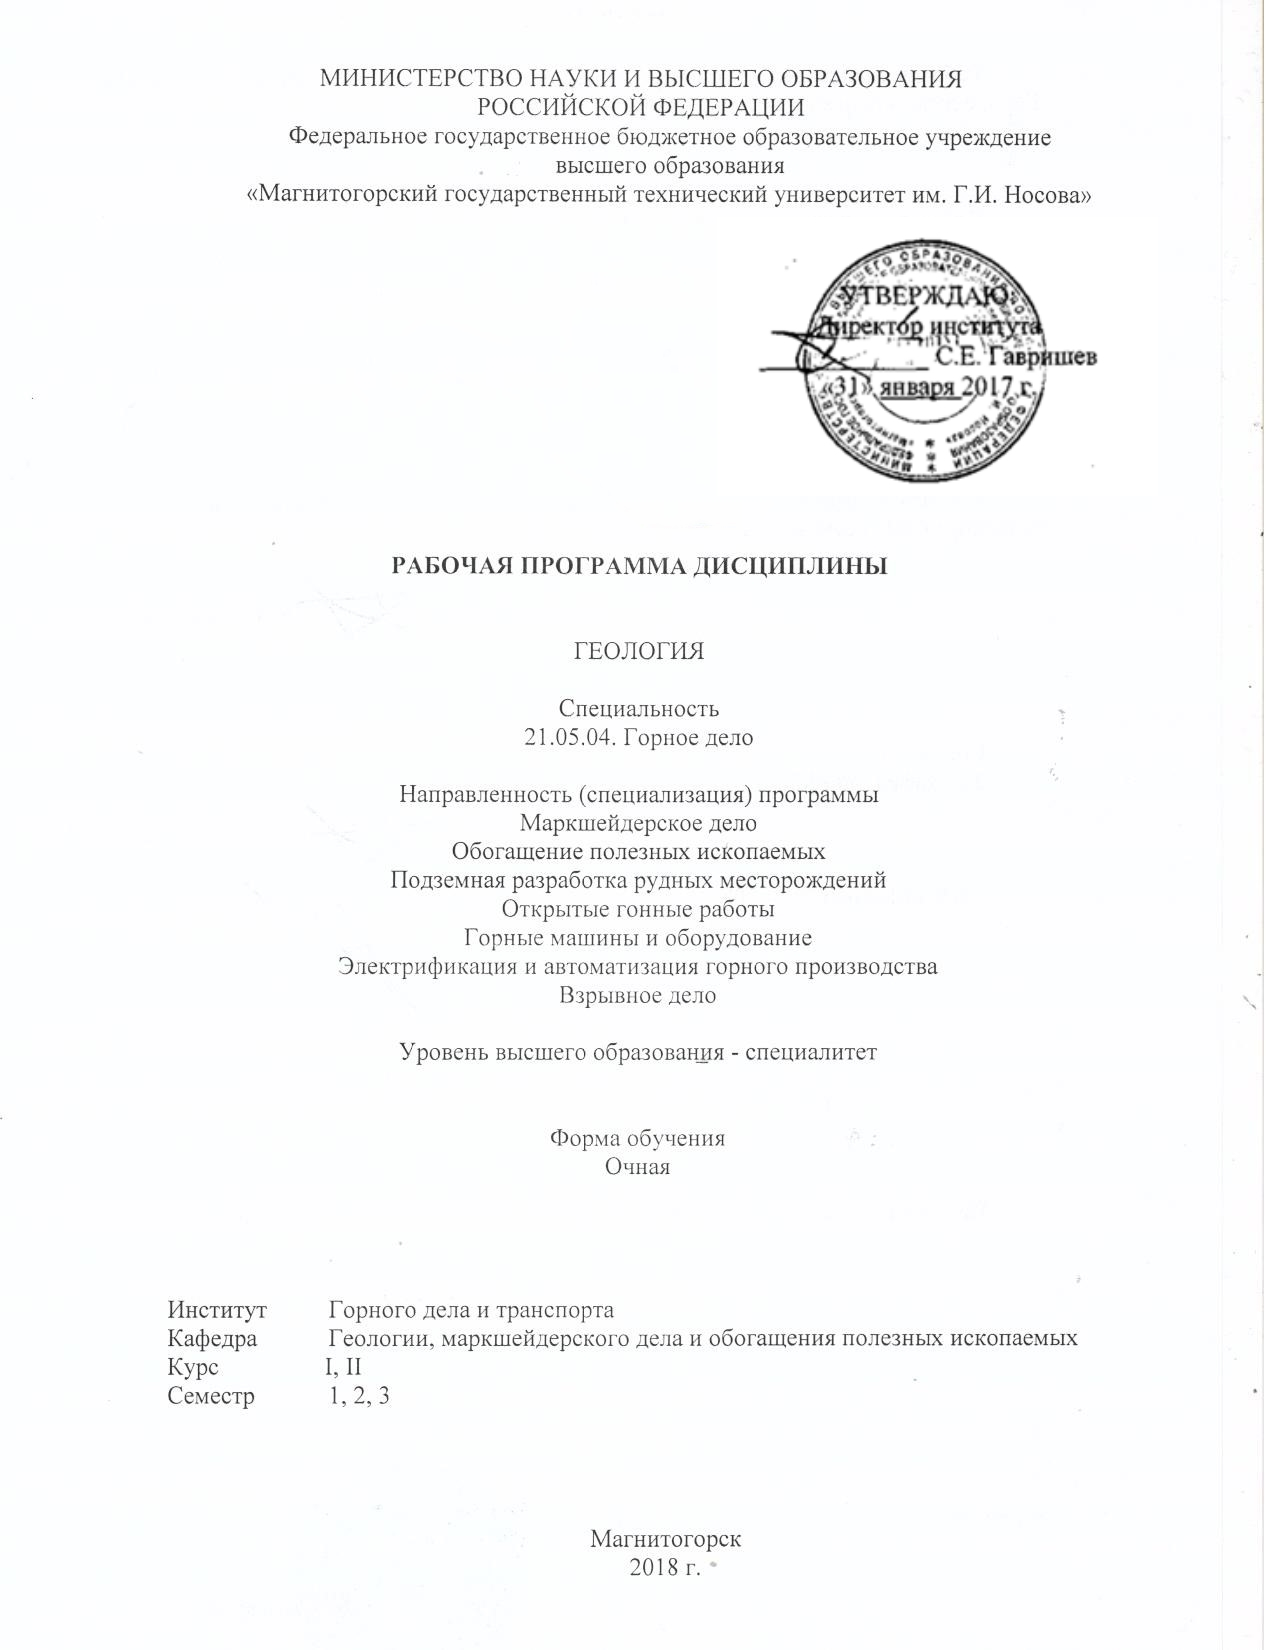 МИНИСТЕРСТВО НАУКИ И ВЫСШЕГО ОБРАЗОВАНИЯ
РОССИЙСКОЙ ФЕДЕРАЦИИ
Федеральное государственное бюджетное образовательное учреждение
высшего образования
«Магнитогорский государственный технический университет им. Г.И. Носова»
УТВЕРЖДАЮ:
Директор института
С.Е. Гавришев
«31» января 2017 г.
РАБОЧАЯ ПРОГРАММА ДИСЦИПЛИНЫ
ГЕОЛОГИЯ
Специальность
21.05.04. Горное дело
Направленность (специализация) программы
Маркшейдерское дело
Обогащение полезных ископаемых
Подземная разработка рудных месторождений
Открытые гонные работы
Горные машины и оборудование
Электрификация и автоматизация горного производства
Взрывное дело
Уровень высшего образования - специалитет
Форма обучения
Очная
Институт Горного дела и транспорта
Кафедра Геологии, маркшейдерского дела и обогащения полезных ископаемых
Курс I, II
Семестр 1, 2, 3
Магнитогорск
2018 г.